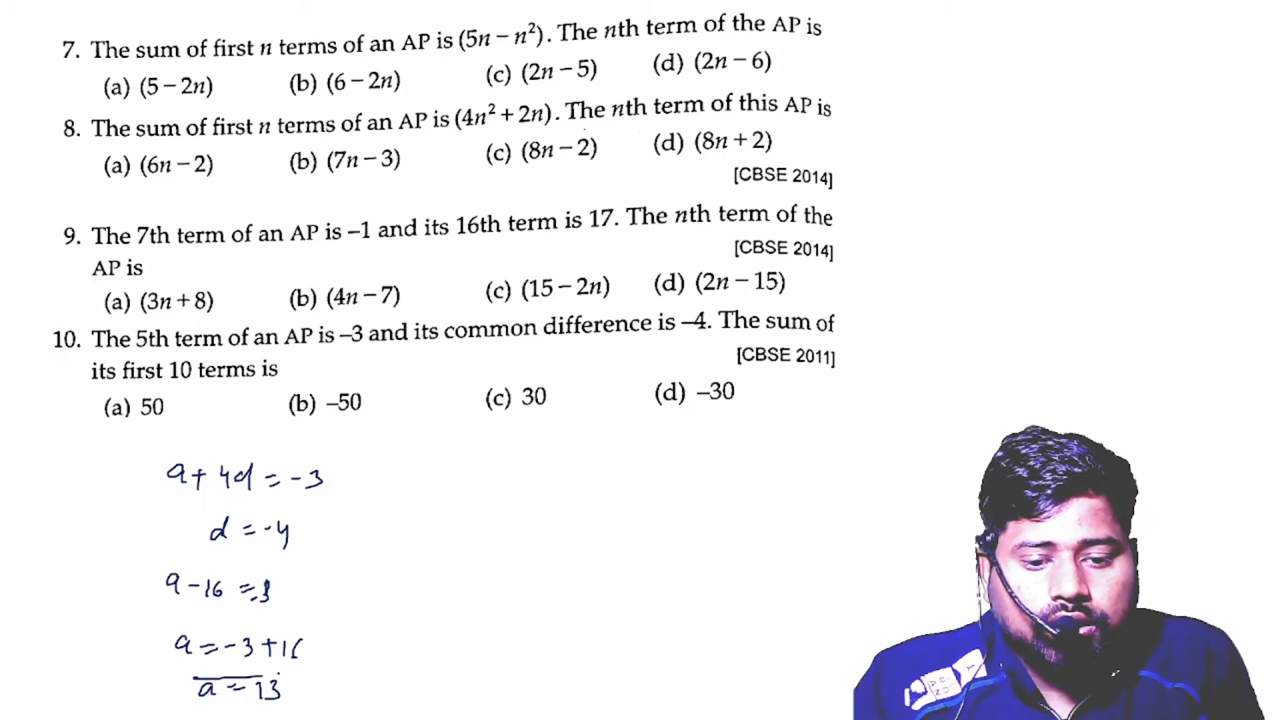 7. The sum of first n terms of an AP is (5n − n²). The nth term of the AP is
(a) (5 − 2n) (b) (6 − 2n) (c) (2n − 5) (d) (2n − 6)
8. The sum of first n terms of an AP is (4n² + 2n). The nth term of this AP is
(a) (6n − 2) (b) (7n − 3) (c) (8n − 2) (d) (8n + 2)
[CBSE 2014]
9. The 7th term of an AP is –1 and its 16th term is 17. The nth term of the
AP is [CBSE 2014]
(a) (3n + 8) (b) (4n − 7) (c) (15 − 2n) (d) (2n − 15)
10. The 5th term of an AP is –3 and its common difference is –4. The sum of
its first 10 terms is [CBSE 2011]
(a) 50 (b) –50 (c) 30 (d) –30
a + 4d = -3
d = -4
a - 16 = -3
a = -3 + 16
a = 13